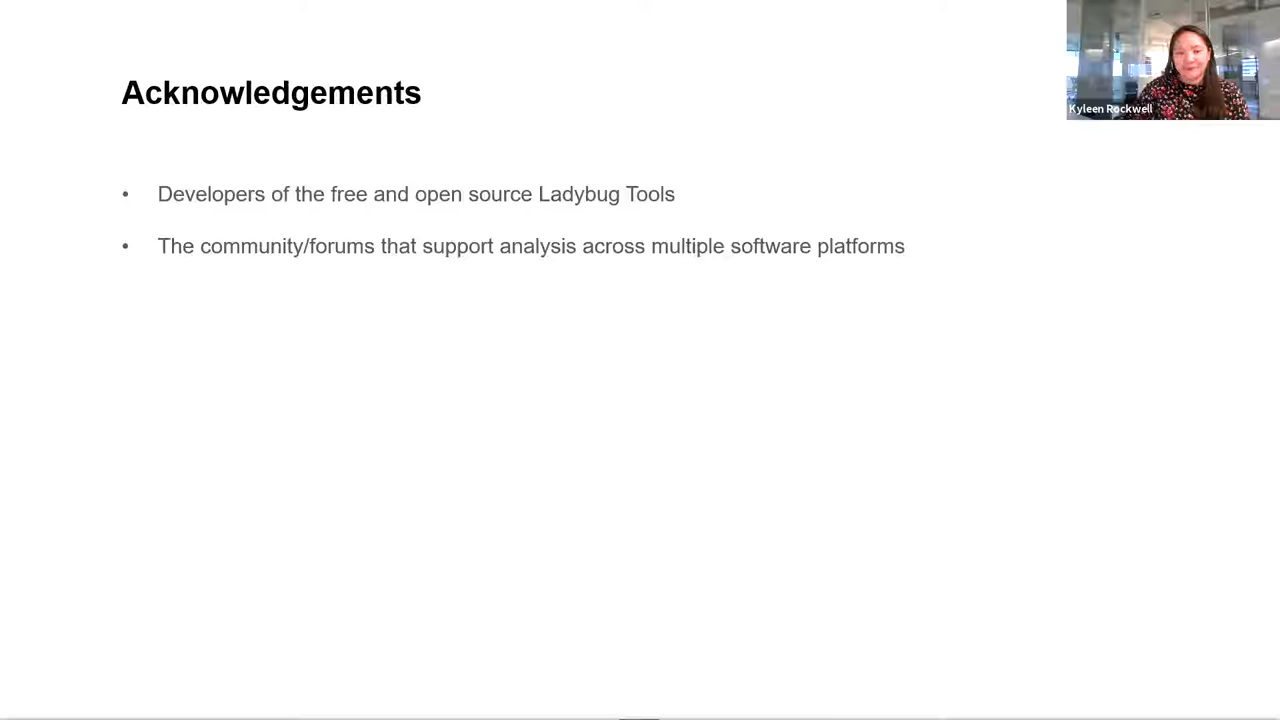 Acknowledgements
Kyleen Rockwell
• Developers of the free and open source Ladybug Tools
• The community/forums that support analysis across multiple software platforms